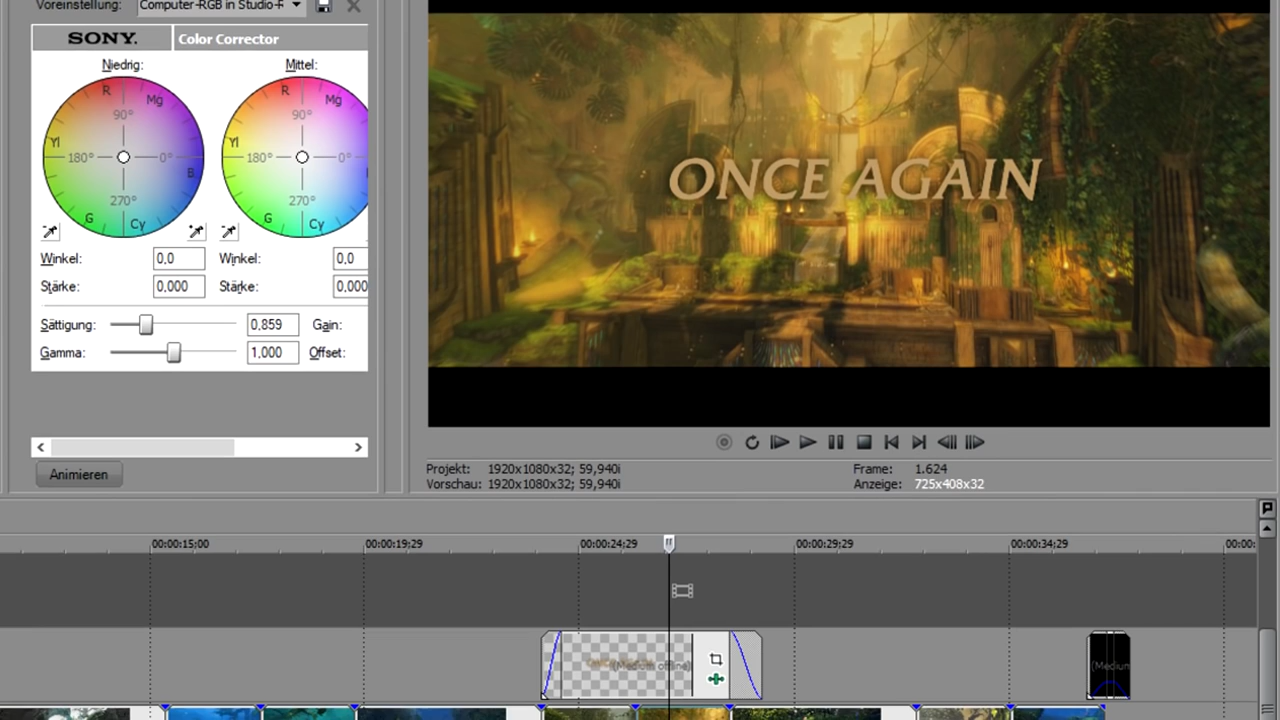 Voreinstellung: Computer-RGB in Studio-R
SONY. Color Corrector
Niedrig: Mittel:
R Mg R Mg
90° 90°
Yl Yl
180° 0° 180° 0°
B
270° 270°
G Cy G Cy
Winkel: 0,0 Winkel: 0,0
Stärke: 0,000 Stärke: 0,000
Sättigung: 0,859 Gain:
Gamma: 1,000 Offset:
Animieren
ONCE AGAIN
Projekt: 1920x1080x32; 59,940i Frame: 1.624
Vorschau: 1920x1080x32; 59,940i Anzeige: 725x408x32
00:00:15;00 00:00:19;29 00:00:24;29 00:00:29;29 00:00:34;29 00:00:
(Medium offline) (Medium